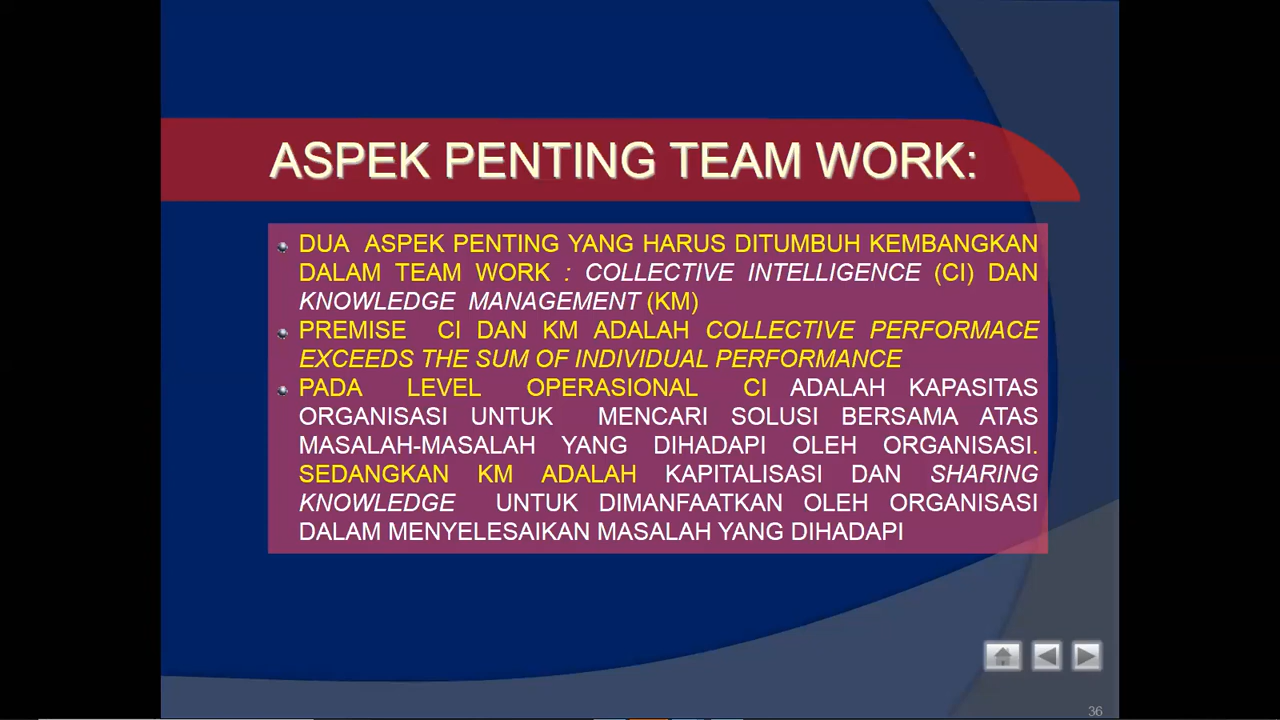 ASPEK PENTING TEAM WORK:
DUA ASPEK PENTING YANG HARUS DITUMBUH KEMBANGKAN
DALAM TEAM WORK : COLLECTIVE INTELLIGENCE (CI) DAN
KNOWLEDGE MANAGEMENT (KM)
PREMISE CI DAN KM ADALAH COLLECTIVE PERFORMACE
EXCEEDS THE SUM OF INDIVIDUAL PERFORMANCE
PADA LEVEL OPERASIONAL CI ADALAH KAPASITAS
ORGANISASI UNTUK MENCARI SOLUSI BERSAMA ATAS
MASALAH-MASALAH YANG DIHADAPI OLEH ORGANISASI.
SEDANGKAN KM ADALAH KAPITALISASI DAN SHARING
KNOWLEDGE UNTUK DIMANFAATKAN OLEH ORGANISASI
DALAM MENYELESAIKAN MASALAH YANG DIHADAPI
36